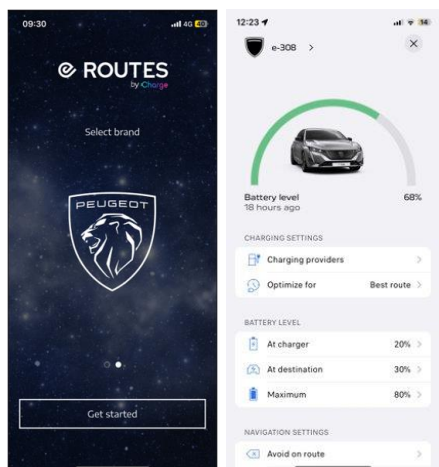 09:30
4G 40
ROUTES
by Charge
Select brand
PEUGEOT
Get started
12:23
14
e-308 >
Battery level
68%
18 hours ago
CHARGING SETTINGS
Charging providers >
Optimize for Best route >
BATTERY LEVEL
At charger 20% >
At destination 30% >
Maximum 80% >
NAVIGATION SETTINGS
Avoid on route >